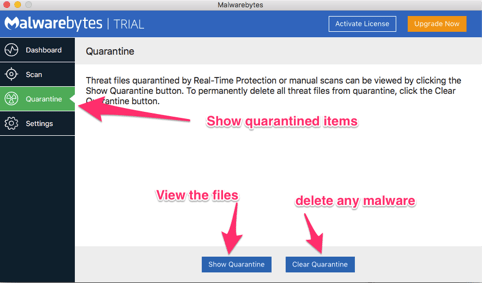 Malwarebytes
Malwarebytes | TRIAL
Activate License
Upgrade Now
Dashboard
Scan
Quarantine
Settings
Quarantine
Threat files quarantined by Real-Time Protection or manual scans can be viewed by clicking the
Show Quarantine button. To permanently delete all threat files from quarantine, click the Clear
Quarantine button.
Show quarantined items
View the files
delete any malware
Show Quarantine
Clear Quarantine